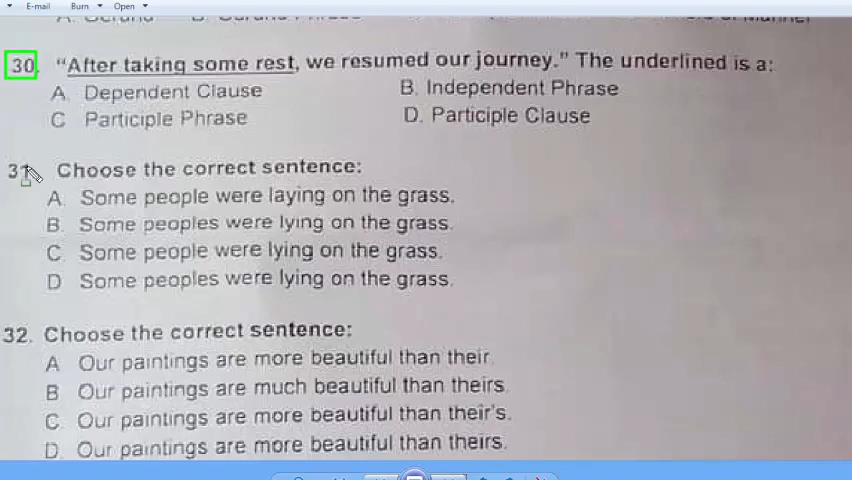 E-mail Burn Open
30. “After taking some rest, we resumed our journey.” The underlined is a:
A. Dependent Clause B. Independent Phrase
C Participle Phrase D. Participle Clause
31. Choose the correct sentence:
A. Some people were laying on the grass.
B. Some peoples were lying on the grass.
C Some people were lying on the grass.
D Some peoples were lying on the grass.
32. Choose the correct sentence:
A Our paintings are more beautiful than their
B Our paintings are much beautiful than theirs.
C. Our paintings are more beautiful than their's.
D. Our paintings are more beautiful than theirs.